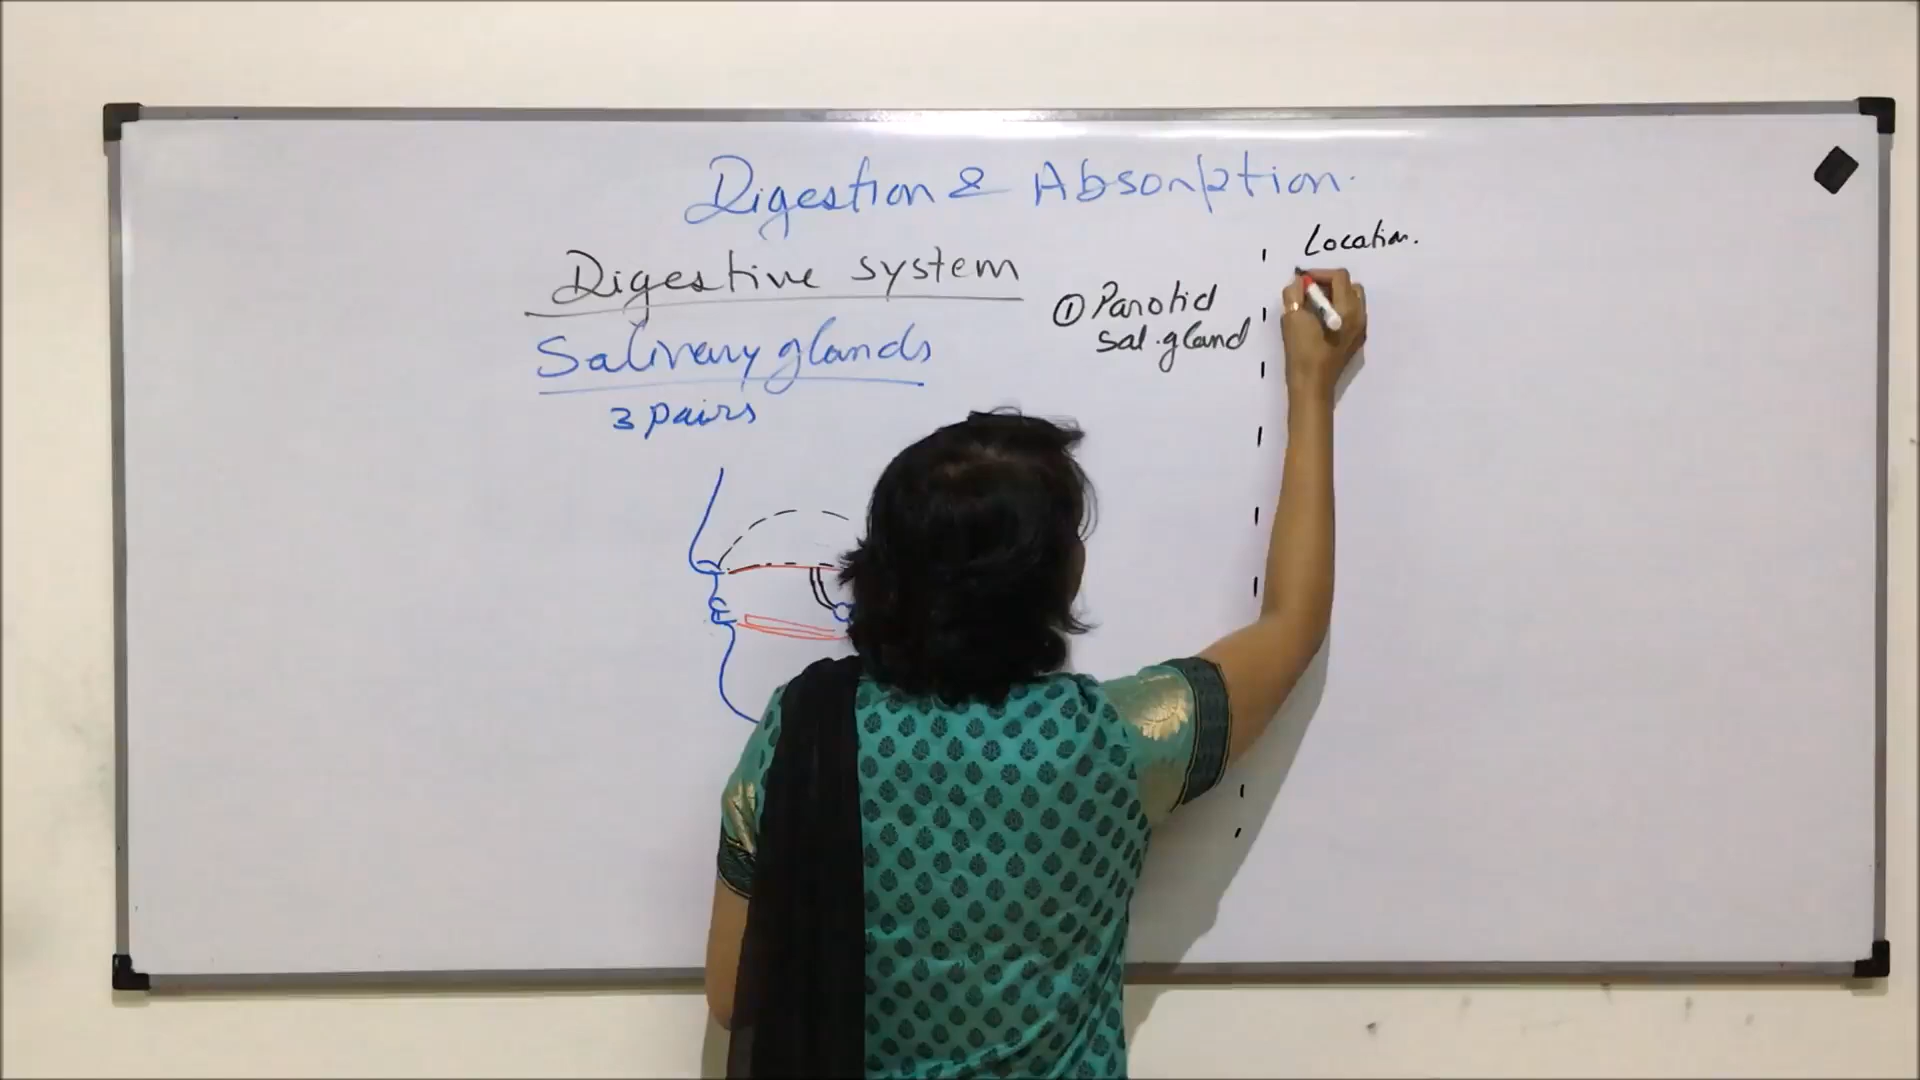 Digestion & Absorption.
Digestive system
Salivary glands
3 pairs
① Parotid
sal. gland
Location.